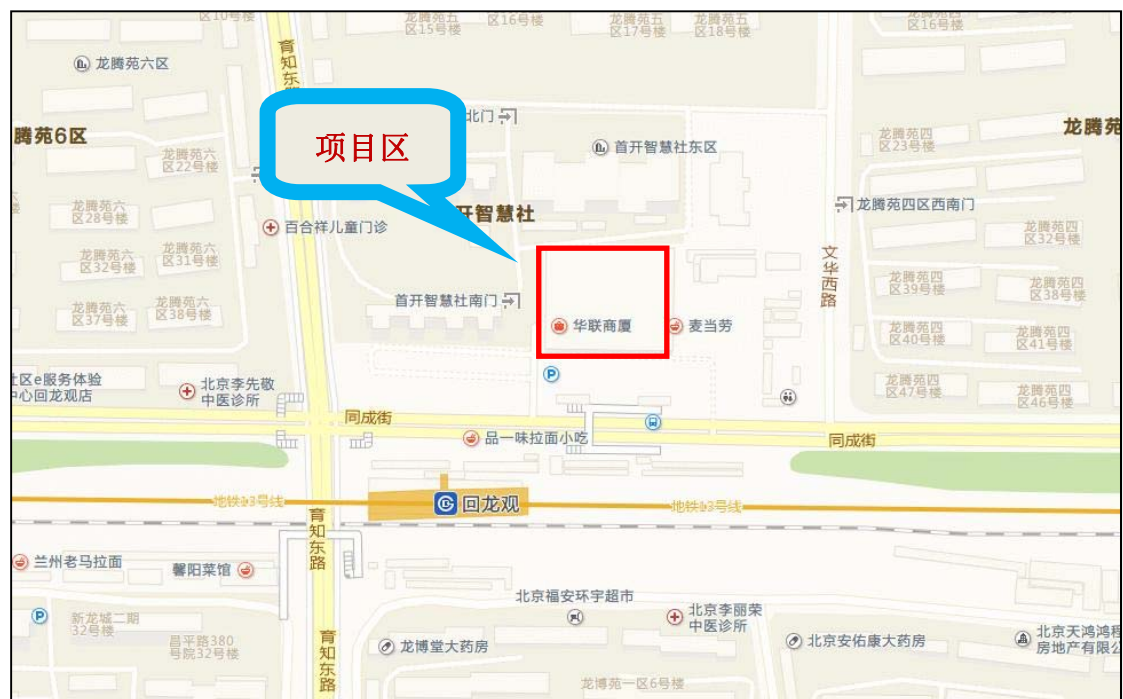 区10号楼
龙腾苑五
区15号楼
区16号楼
龙腾苑五
区17号楼
龙腾苑五
区18号楼
区16号楼
龙腾苑六区
育知东
北门
项目区
首开智慧社东区
龙腾苑四
区23号楼
龙腾苑
腾苑6区
龙腾苑六
区22号楼
龙腾苑六
区28号楼
开智慧社
龙腾苑四区西南门
百合祥儿童门诊
龙腾苑四
区32号楼
龙腾苑六
区32号楼
龙腾苑六
区31号楼
文华西路
龙腾苑四
区39号楼
龙腾苑四
区38号楼
首开智慧社南门
龙腾苑六
区37号楼
龙腾苑六
区38号楼
华联商厦
麦当劳
龙腾苑四
区40号楼
龙腾苑四
区41号楼
P
社区e服务体验
中心回龙观店
北京李先敬
中医诊所
龙腾苑四
区47号楼
龙腾苑四
区46号楼
同成街
品一味拉面小吃
同成街
地铁13号线
回龙观
地铁13号线
育知东路
兰州老马拉面
馨阳菜馆
北京福安环宇超市
P
新龙城二期
32号楼
北京李丽荣
中医诊所
昌平路380
号院32号楼
育知东路
龙博堂大药房
北京安佑康大药房
北京天鸿鸿程
房地产有限公
龙博苑一区6号楼